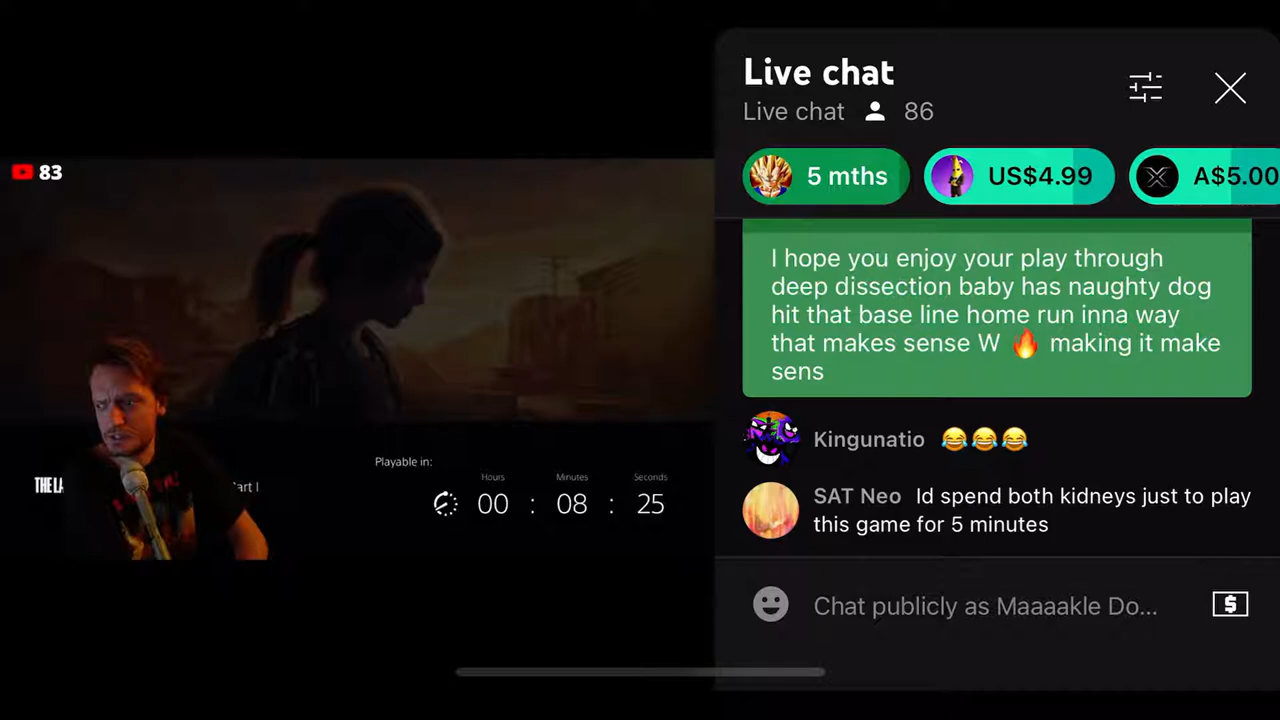 Live chat
Live chat 86
5 mths US$4.99 A$5.00
83
I hope you enjoy your play through
deep dissection baby has naughty dog
hit that base line home run inna way
that makes sense W 🔥 making it make
sens
Kingunatio 😂😂😂
SAT Neo Id spend both kidneys just to play
this game for 5 minutes
Chat publicly as Maaaakle Do...
$
Playable in:
Hours Minutes Seconds
00 : 08 : 25
THE LA art I